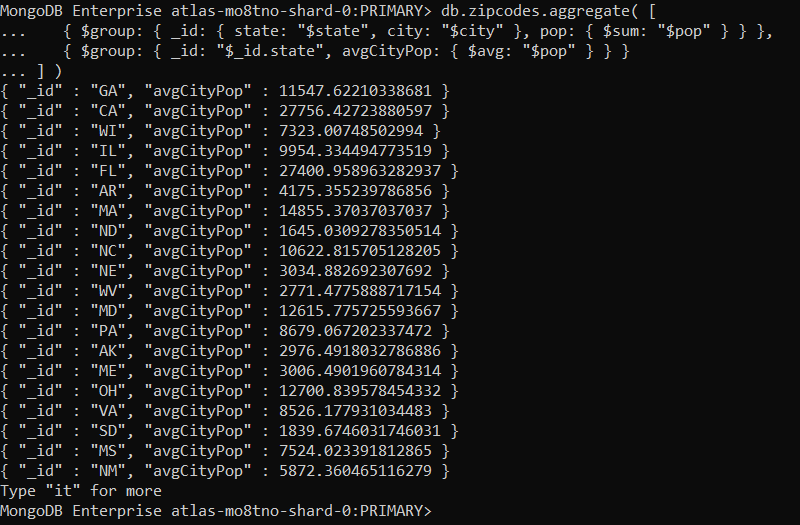 MongoDB Enterprise atlas-mo8tno-shard-0:PRIMARY> db.zipcodes.aggregate( [
...    { $group: { _id: { state: "$state", city: "$city" }, pop: { $sum: "$pop" } } },
...    { $group: { _id: "$_id.state", avgCityPop: { $avg: "$pop" } } }
... ] )
{ "_id" : "GA", "avgCityPop" : 11547.62210338681 }
{ "_id" : "CA", "avgCityPop" : 27756.42723880597 }
{ "_id" : "WI", "avgCityPop" : 7323.00748502994 }
{ "_id" : "IL", "avgCityPop" : 9954.334494773519 }
{ "_id" : "FL", "avgCityPop" : 27400.958963282937 }
{ "_id" : "AR", "avgCityPop" : 4175.355239786856 }
{ "_id" : "MA", "avgCityPop" : 14855.37037037037 }
{ "_id" : "ND", "avgCityPop" : 1645.0309278350514 }
{ "_id" : "NC", "avgCityPop" : 10622.815705128205 }
{ "_id" : "NE", "avgCityPop" : 3034.882692307692 }
{ "_id" : "WV", "avgCityPop" : 2771.4775888717154 }
{ "_id" : "MD", "avgCityPop" : 12615.775725593667 }
{ "_id" : "PA", "avgCityPop" : 8679.067202337472 }
{ "_id" : "AK", "avgCityPop" : 2976.4918032786886 }
{ "_id" : "ME", "avgCityPop" : 3006.4901960784314 }
{ "_id" : "OH", "avgCityPop" : 12700.839578454332 }
{ "_id" : "VA", "avgCityPop" : 8526.177931034483 }
{ "_id" : "SD", "avgCityPop" : 1839.6746031746031 }
{ "_id" : "MS", "avgCityPop" : 7524.023391812865 }
{ "_id" : "NM", "avgCityPop" : 5872.360465116279 }
Type "it" for more
MongoDB Enterprise atlas-mo8tno-shard-0:PRIMARY>